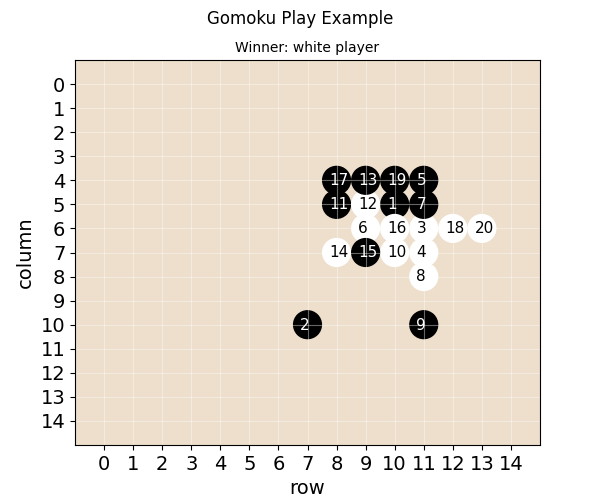 Gomoku Play Example
Winner: white player
0
1
2
3
4 17 13 19 5
5 11 12 1 7
6 6 16 3 18 20
7 14 15 10 4
8 8
9
10 2 9
11
12
13
14
column
0 1 2 3 4 5 6 7 8 9 10 11 12 13 14
row